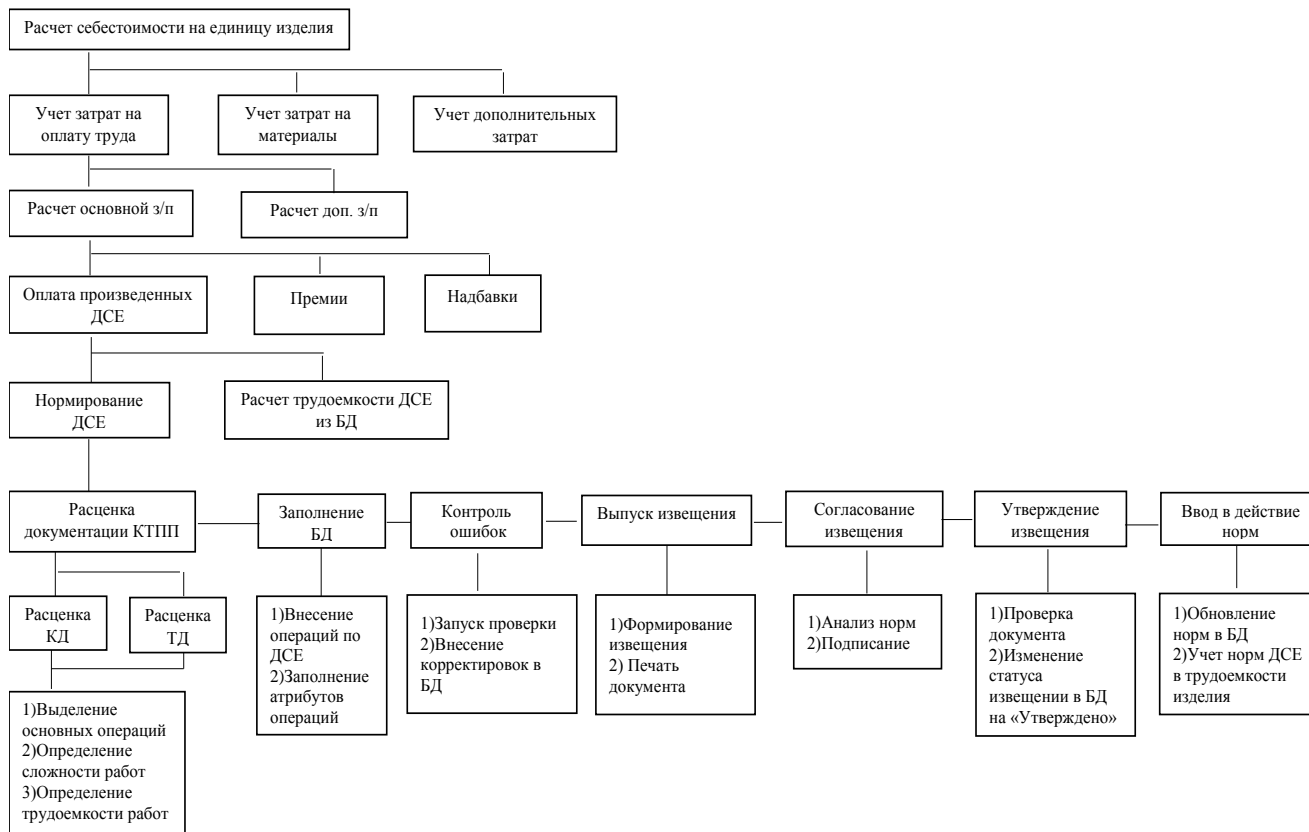 Расчет себестоимости на единицу изделия
Учет затрат на
оплату труда
Учет затрат на
материалы
Учет дополнительных
затрат
Расчет основной з/п
Расчет доп. з/п
Оплата произведенных
ДСЕ
Премии
Надбавки
Нормирование
ДСЕ
Расчет трудоемкости ДСЕ
из БД
Расценка
документации КТПП
Заполнение
БД
Контроль
ошибок
Выпуск извещения
Согласование
извещения
Утверждение
извещения
Ввод в действие
норм
Расценка
КД
Расценка
ТД
1)Внесение
операций по
ДСЕ
2)Заполнение
атрибутов
операций
1)Запуск проверки
2)Внесение
корректировок в
БД
1)Формирование
извещения
2) Печать
документа
1)Анализ норм
2)Подписание
1)Проверка
документа
2)Изменение
статуса
извещении в БД
на «Утверждено»
1)Обновление
норм в БД
2)Учет норм ДСЕ
в трудоемкости
изделия
1)Выделение
основных операций
2)Определение
сложности работ
3)Определение
трудоемкости работ